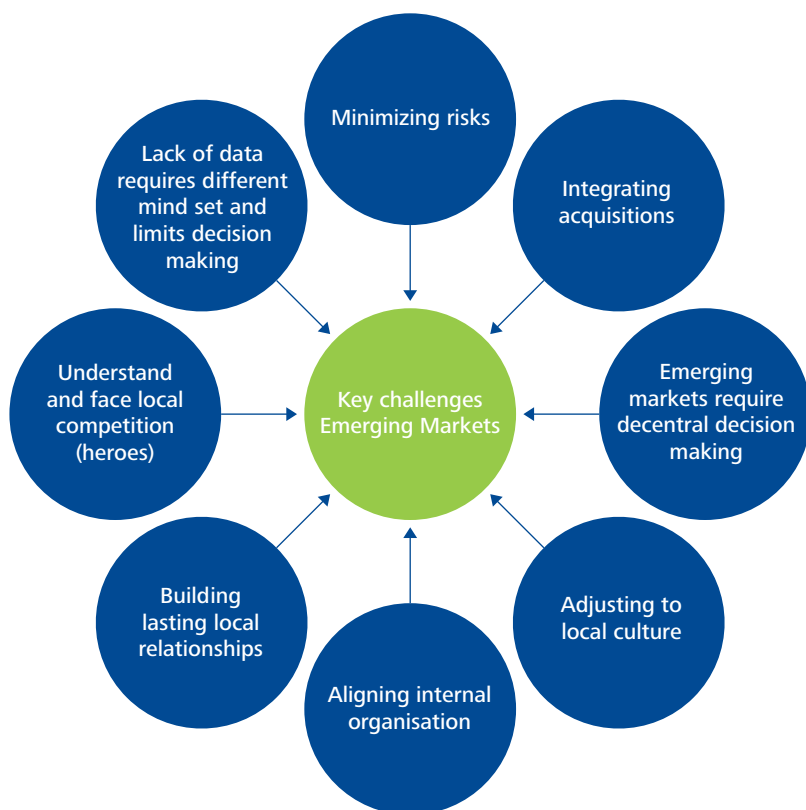 Minimizing risks
Integrating
acquisitions
Emerging
markets require
decentral decision
making
Adjusting to
local culture
Aligning internal
organisation
Building
lasting local
relationships
Understand
and face local
competition
(heroes)
Lack of data
requires different
mind set and
limits decision
making
Key challenges
Emerging Markets